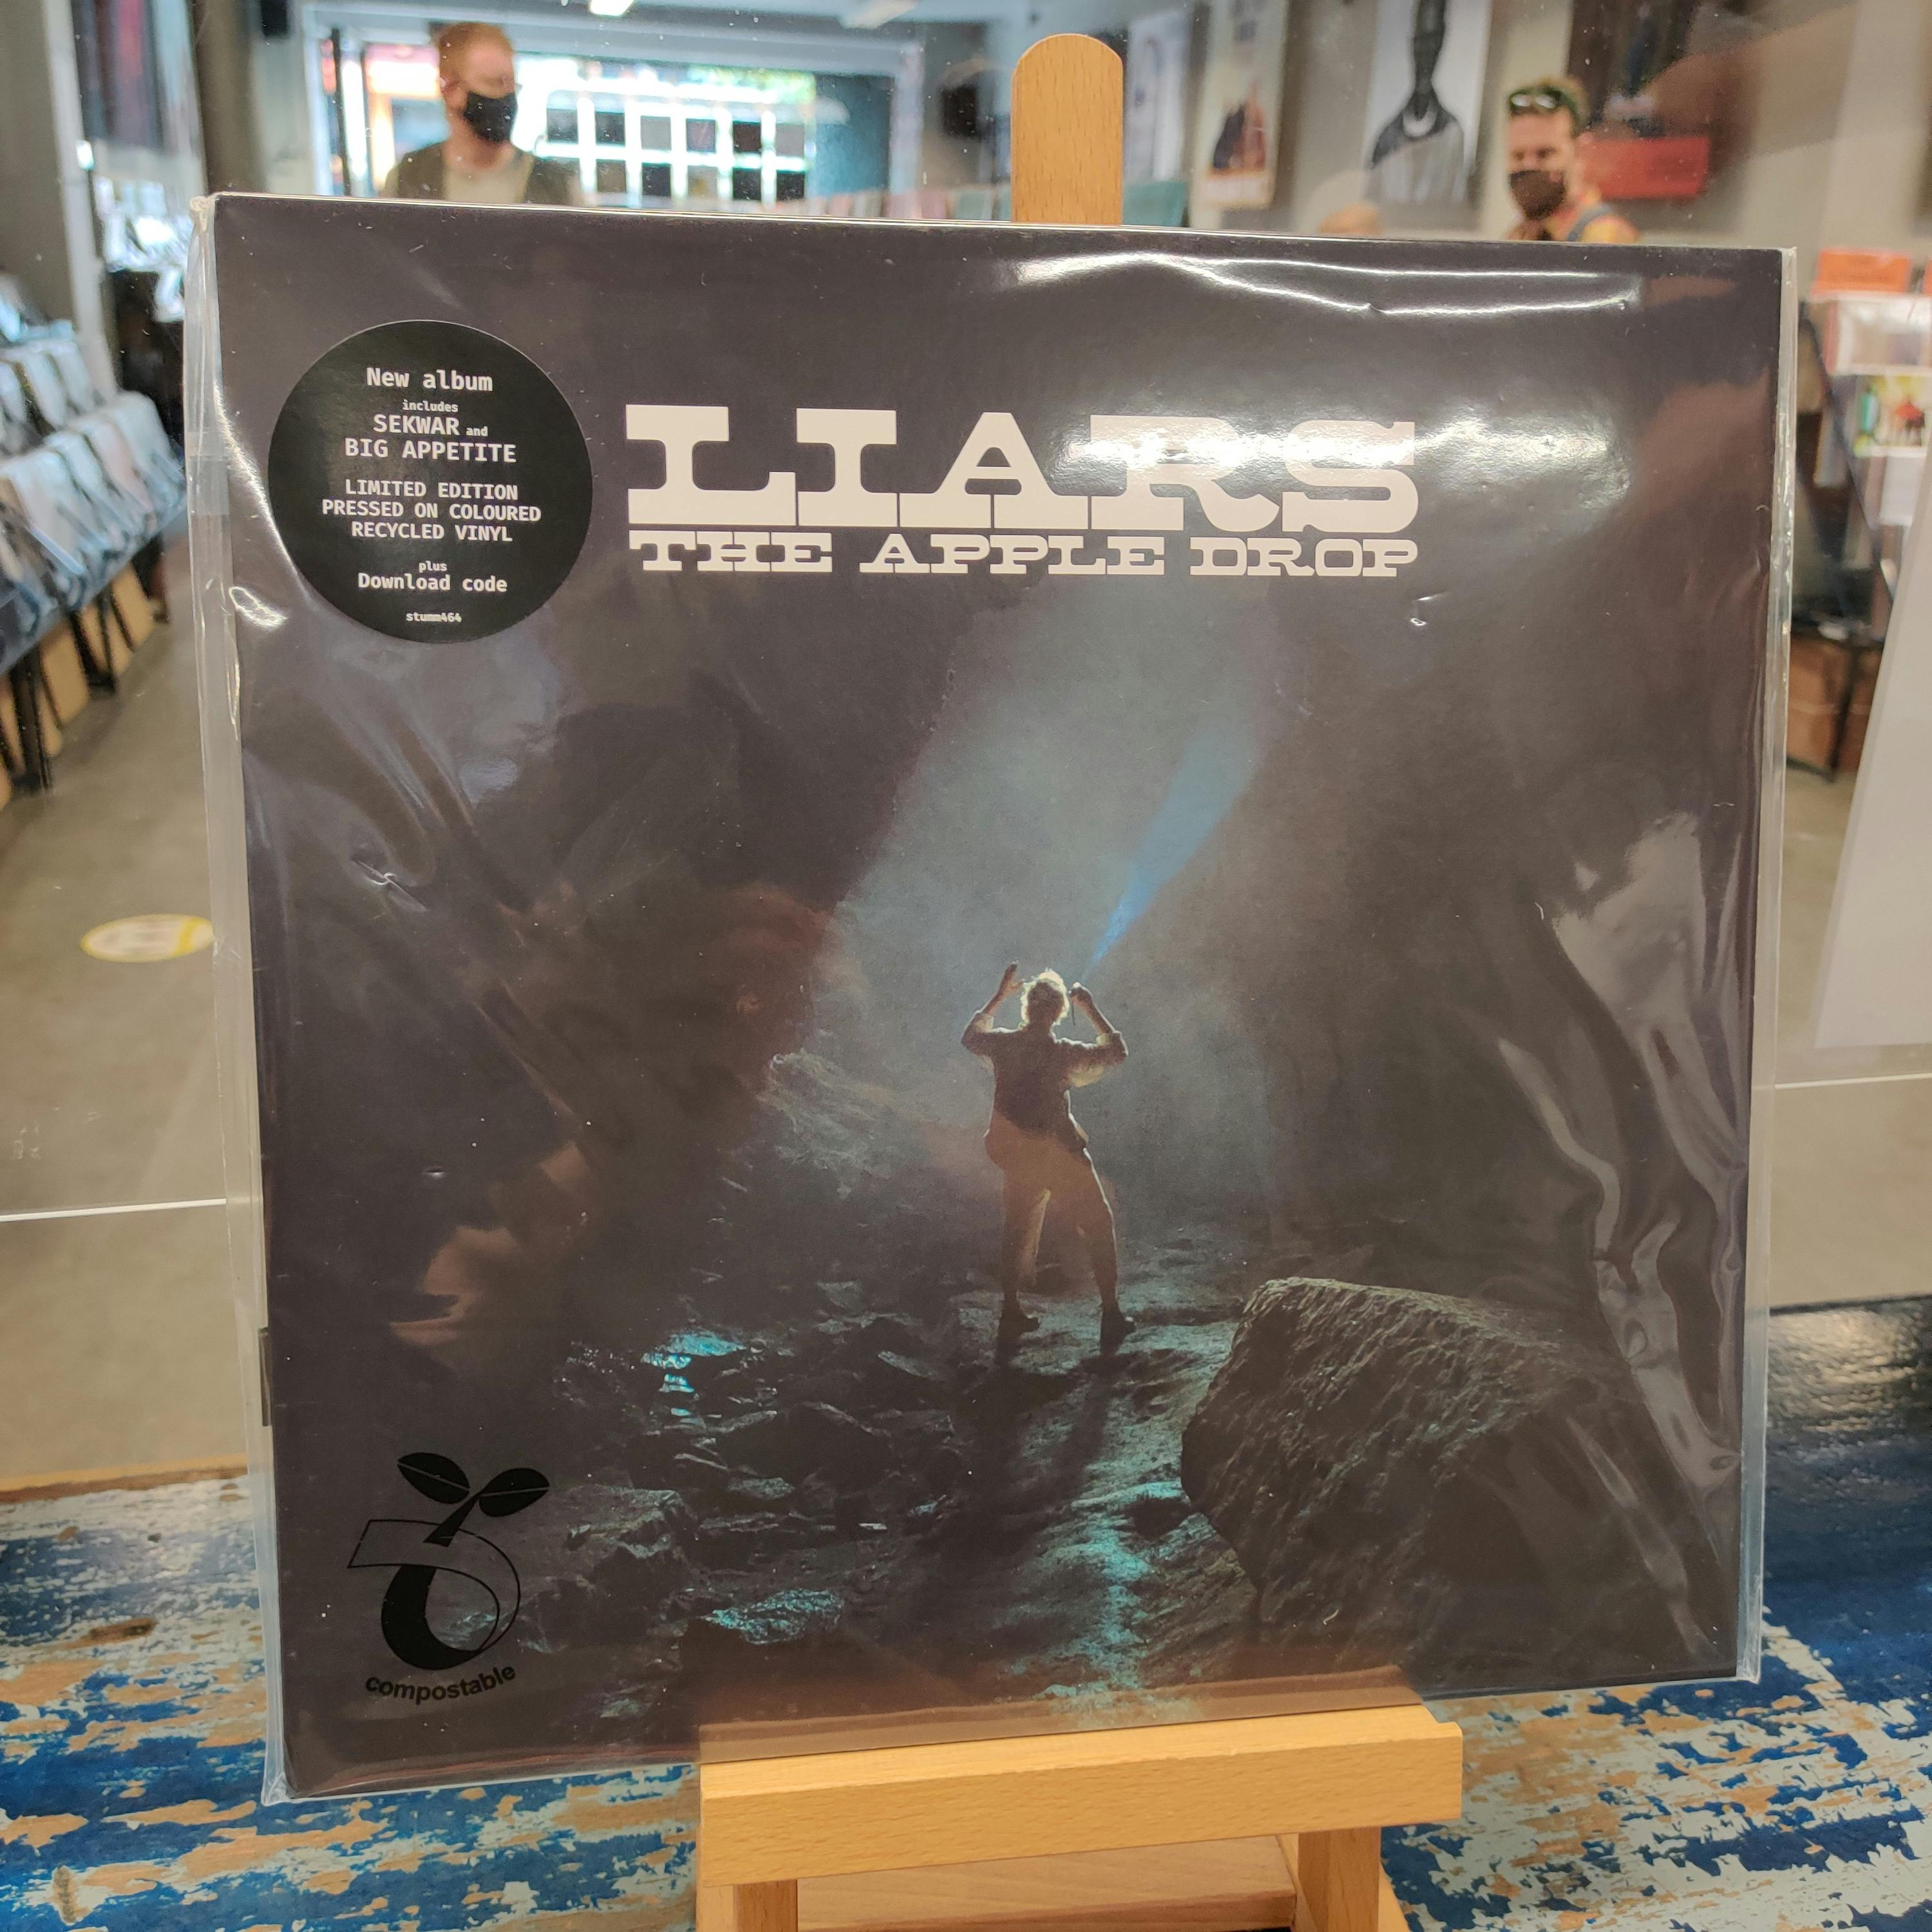 New album
includes
SEKWAR and
BIG APPETITE
LIMITED EDITION
PRESSED ON COLOURED
RECYCLED VINYL
plus
Download code
stumm464
LIARS
THE APPLE DROP
compostable